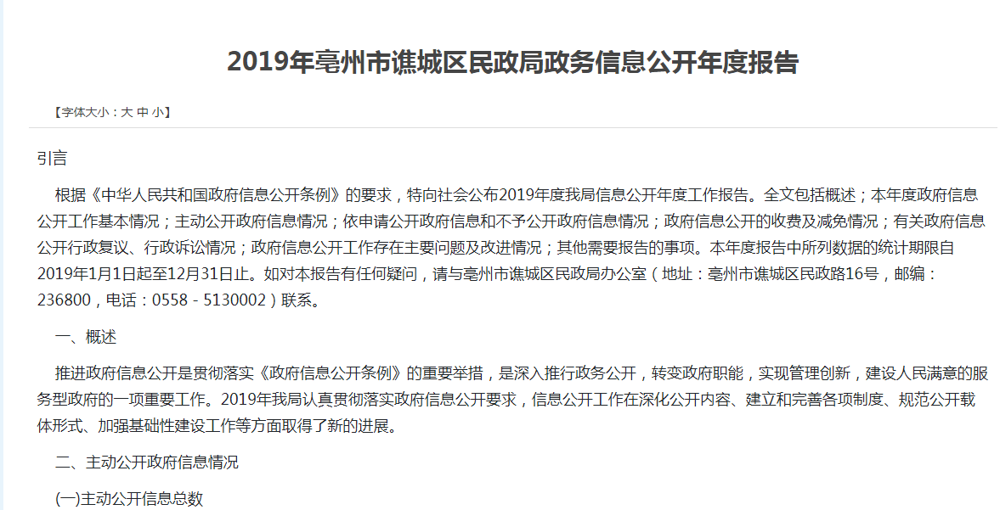 2019年亳州市谯城区民政局政务信息公开年度报告
【字体大小：大 中 小】
引言
根据《中华人民共和国政府信息公开条例》的要求，特向社会公布2019年度我局信息公开年度工作报告。全文包括概述；本年度政府信息
公开工作基本情况；主动公开政府信息情况；依申请公开政府信息和不予公开政府信息情况；政府信息公开的收费及减免情况；有关政府信息
公开行政复议、行政诉讼情况；政府信息公开工作存在主要问题及改进情况；其他需要报告的事项。本年度报告中所列数据的统计期限自
2019年1月1日起至12月31日止。如对本报告有任何疑问，请与亳州市谯城区民政局办公室（地址：亳州市谯城区民政路16号，邮编：
236800，电话：0558－5130002）联系。
一、概述
推进政府信息公开是贯彻落实《政府信息公开条例》的重要举措，是深入推行政务公开，转变政府职能，实现管理创新，建设人民满意的服
务型政府的一项重要工作。2019年我局认真贯彻落实政府信息公开要求，信息公开工作在深化公开内容、建立和完善各项制度、规范公开载
体形式、加强基础性建设工作等方面取得了新的进展。
二、主动公开政府信息情况
(一)主动公开信息总数